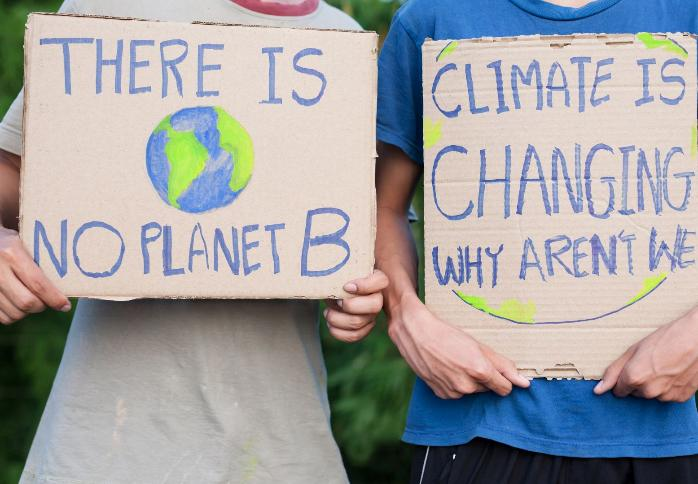 THERE IS
NO PLANET B
CLIMATE IS
CHANGING
WHY AREN'T WE